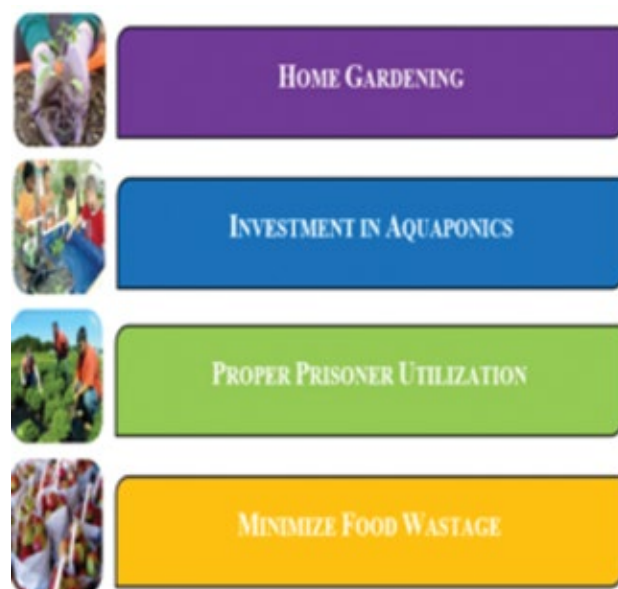 HOME GARDENING
INVESTMENT IN AQUAPONICS
PROPER PRISONER UTILIZATION
MINIMIZE FOOD WASTAGE